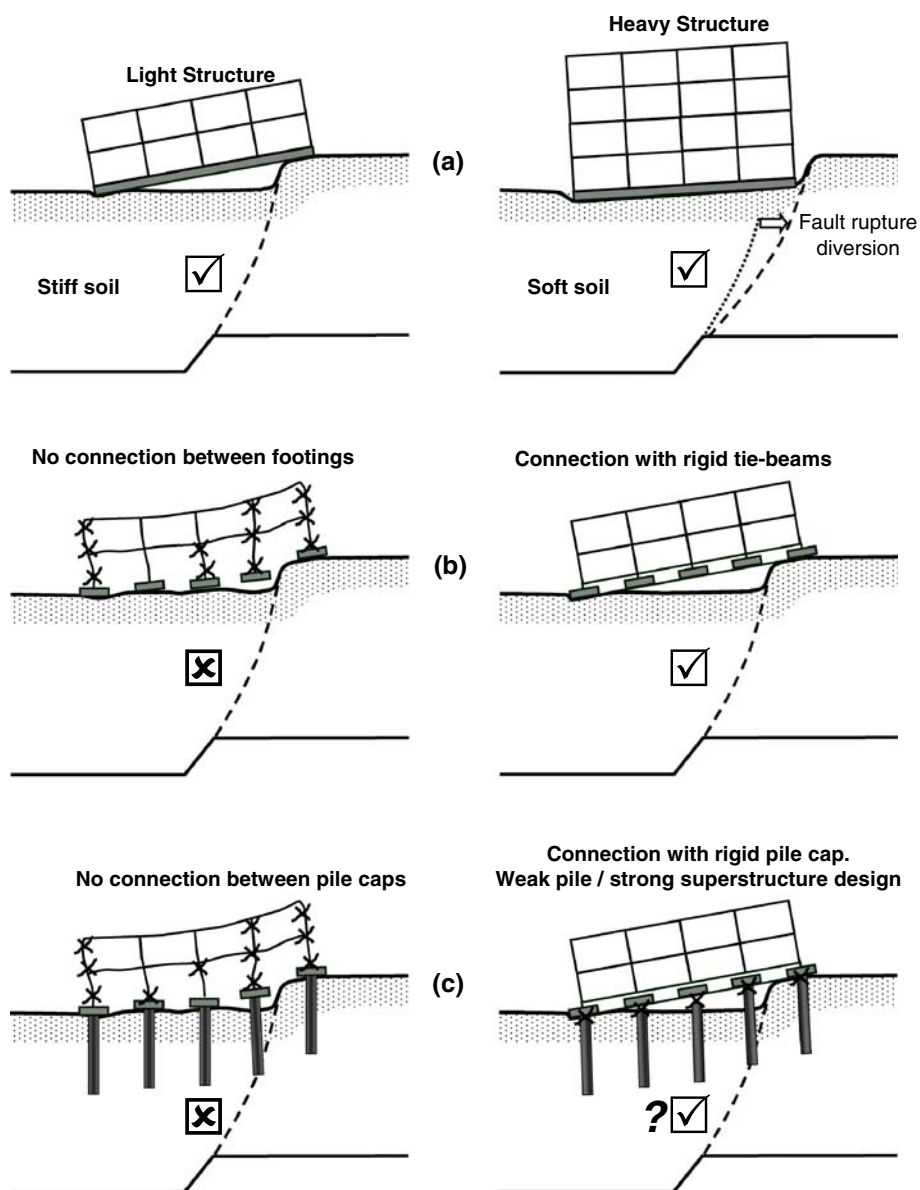 Light Structure
Heavy Structure
(a)
Fault rupture
diversion
Stiff soil
Soft soil
No connection between footings
Connection with rigid tie-beams
(b)
No connection between pile caps
Connection with rigid pile cap.
Weak pile / strong superstructure design
(c)
?